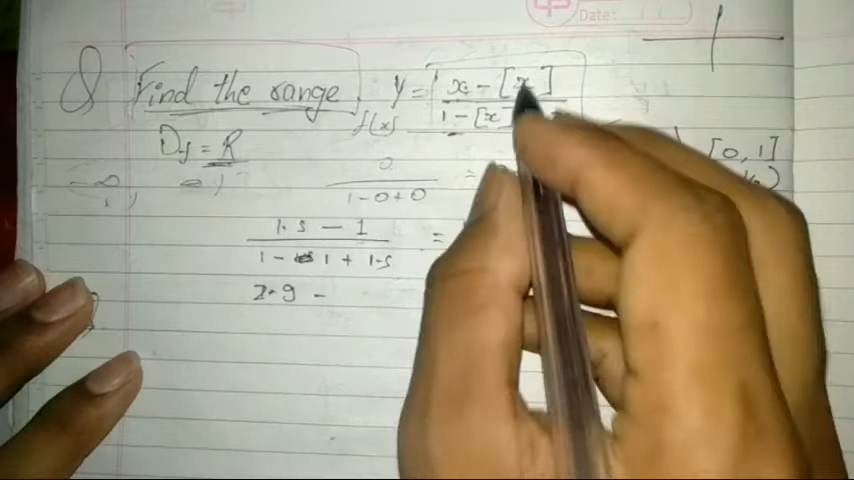 Date:
Q Find the range y = x - [x]
f(x) 1 - [x]
Df = R [0, 1]
-∞, 0
1-0+0 =
1.5 - 1 =
1 - 1 + 1.5
2.9 -